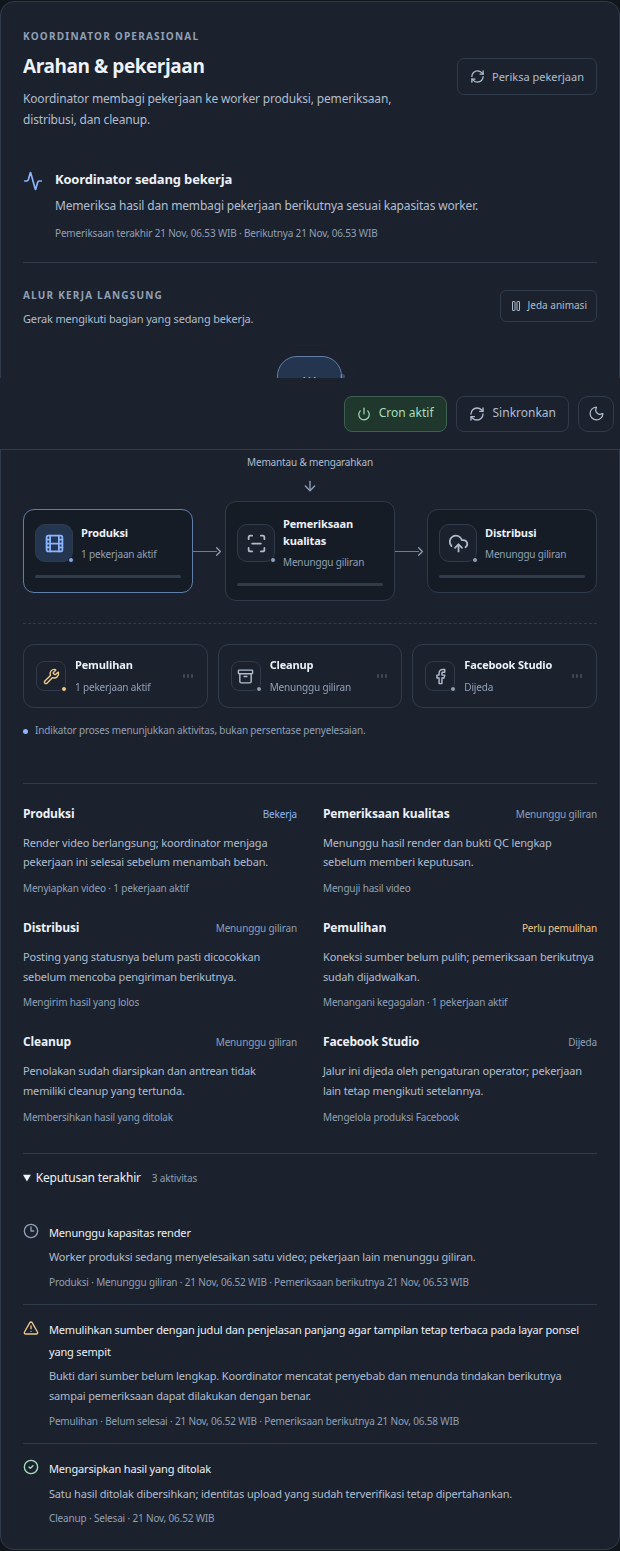 KOORDINATOR OPERASIONAL
Arahan & pekerjaan
Periksa pekerjaan
Koordinator membagi pekerjaan ke worker produksi, pemeriksaan,
distribusi, dan cleanup.
Koordinator sedang bekerja
Memeriksa hasil dan membagi pekerjaan berikutnya sesuai kapasitas worker.
Pemeriksaan terakhir 21 Nov, 06.53 WIB · Berikutnya 21 Nov, 06.53 WIB
ALUR KERJA LANGSUNG
Gerak mengikuti bagian yang sedang bekerja.
Jeda animasi
Cron aktif
Sinkronkan
Memantau & mengarahkan
Produksi
1 pekerjaan aktif
Pemeriksaan
kualitas
Menunggu giliran
Distribusi
Menunggu giliran
Pemulihan
1 pekerjaan aktif
Cleanup
Menunggu giliran
Facebook Studio
Dijeda
Indikator proses menunjukkan aktivitas, bukan persentase penyelesaian.
Produksi
Bekerja
Render video berlangsung; koordinator menjaga
pekerjaan ini selesai sebelum menambah beban.
Menyiapkan video · 1 pekerjaan aktif
Pemeriksaan kualitas
Menunggu giliran
Menunggu hasil render dan bukti QC lengkap
sebelum memberi keputusan.
Menguji hasil video
Distribusi
Menunggu giliran
Posting yang statusnya belum pasti dicocokkan
sebelum mencoba pengiriman berikutnya.
Mengirim hasil yang lolos
Pemulihan
Perlu pemulihan
Koneksi sumber belum pulih; pemeriksaan berikutnya
sudah dijadwalkan.
Menangani kegagalan · 1 pekerjaan aktif
Cleanup
Menunggu giliran
Penolakan sudah diarsipkan dan antrean tidak
memiliki cleanup yang tertunda.
Membersihkan hasil yang ditolak
Facebook Studio
Dijeda
Jalur ini dijeda oleh pengaturan operator; pekerjaan
lain tetap mengikuti setelannya.
Mengelola produksi Facebook
Keputusan terakhir 3 aktivitas
Menunggu kapasitas render
Worker produksi sedang menyelesaikan satu video; pekerjaan lain menunggu giliran.
Produksi · Menunggu giliran · 21 Nov, 06.52 WIB · Pemeriksaan berikutnya 21 Nov, 06.53 WIB
Memulihkan sumber dengan judul dan penjelasan panjang agar tampilan tetap terbaca pada layar ponsel
yang sempit
Bukti dari sumber belum lengkap. Koordinator mencatat penyebab dan menunda tindakan berikutnya
sampai pemeriksaan dapat dilakukan dengan benar.
Pemulihan · Belum selesai · 21 Nov, 06.52 WIB · Pemeriksaan berikutnya 21 Nov, 06.58 WIB
Mengarsipkan hasil yang ditolak
Satu hasil ditolak dibersihkan; identitas upload yang sudah terverifikasi tetap dipertahankan.
Cleanup · Selesai · 21 Nov, 06.52 WIB